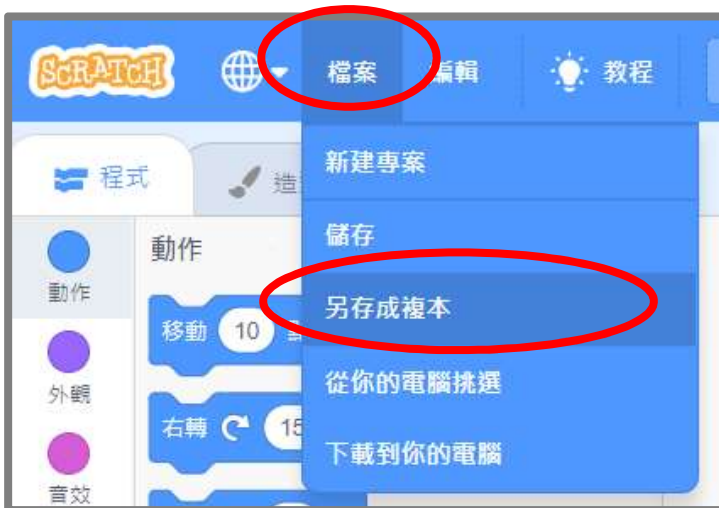 SCRATCH 檔案 編輯 教程
程式 造
新建專案
儲存
另存成複本
從你的電腦挑選
下載到你的電腦
動作
動作
移動 10
外觀
右轉 15
音效